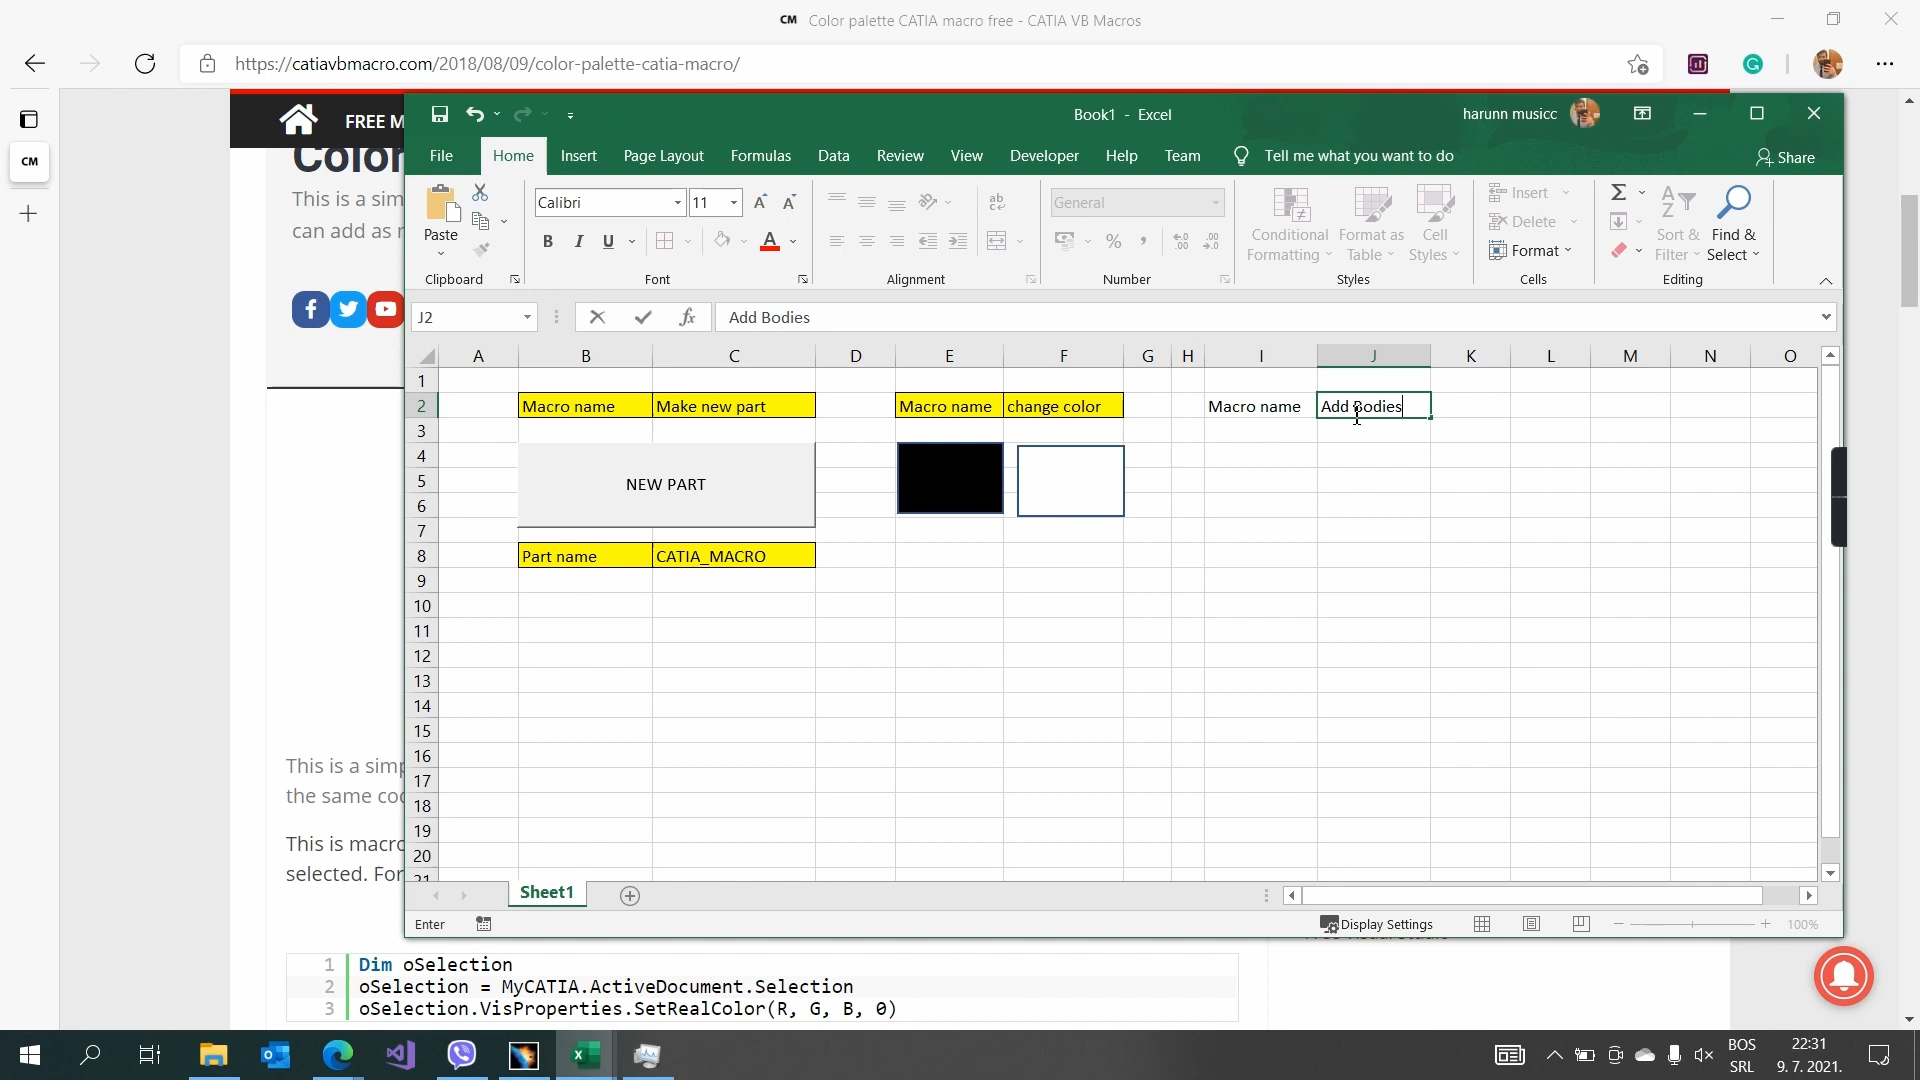 CM Color palette CATIA macro free - CATIA VB Macros
https://catiavbmacro.com/2018/08/09/color-palette-catia-macro/
CM
FREE M
Color
This is a sim
can add as
Book1 - Excel
harunn musicc
File Home Insert Page Layout Formulas Data Review View Developer Help Team Tell me what you want to do Share
Paste
Calibri 11
B I U A
ab
General
% ,
Conditional Formatting
Format as Table
Cell Styles
Insert
Delete
Format
Sort & Filter
Find & Select
Clipboard Font Alignment Number Styles Cells Editing
J2 fx Add Bodies
A B C D E F G H I J K L M N O
1
2 Macro name Make new part Macro name change color Macro name Add Bodies
3
4
5 NEW PART
6
7
8 Part name CATIA_MACRO
9
10
11
12
13
14
15
16
17
18
19
20
21
This is a simp
the same co
This is macro
selected. For
Sheet1
Enter Display Settings 100%
1 Dim oSelection
2 oSelection = MyCATIA.ActiveDocument.Selection
3 oSelection.VisProperties.SetRealColor(R, G, B, 0)
BOS
SRL
22:31
9. 7. 2021.